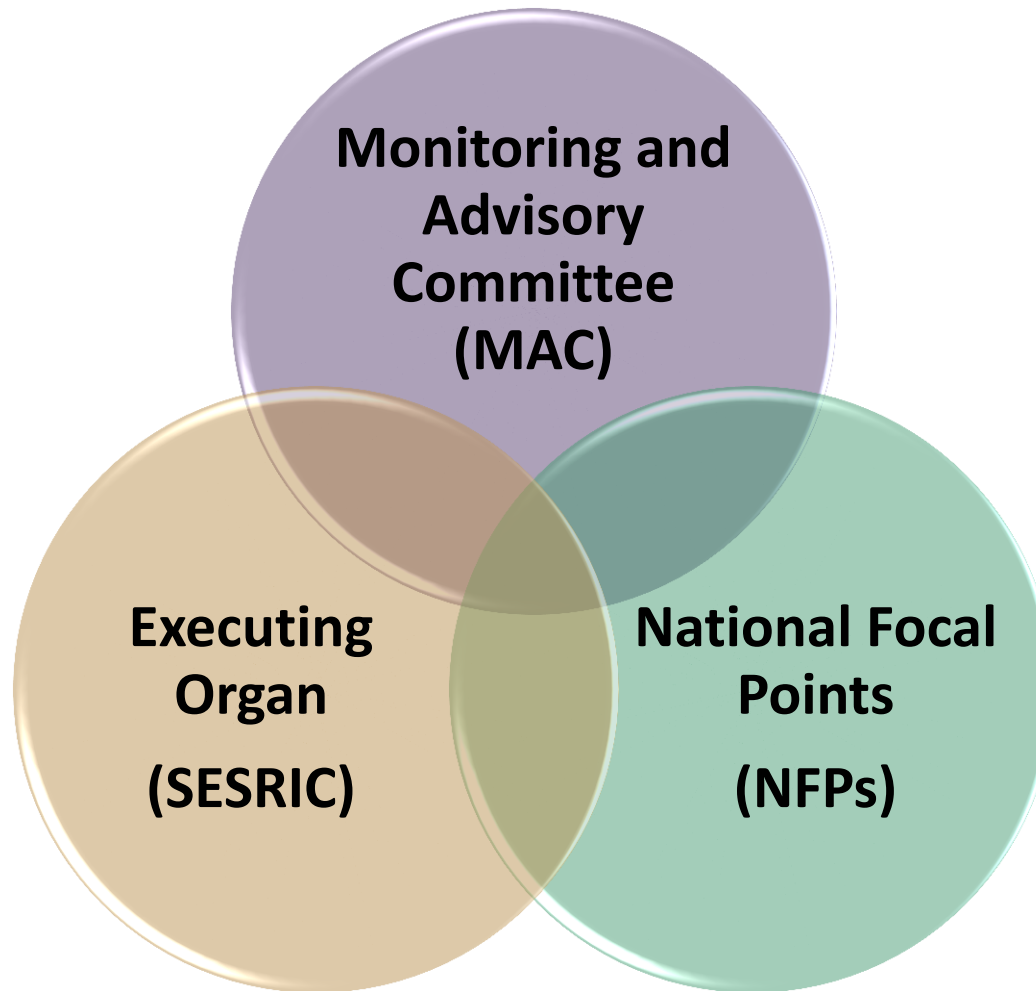 Monitoring and
Advisory
Committee
(MAC)
Executing
Organ
(SESRIC)
National Focal
Points
(NFPs)